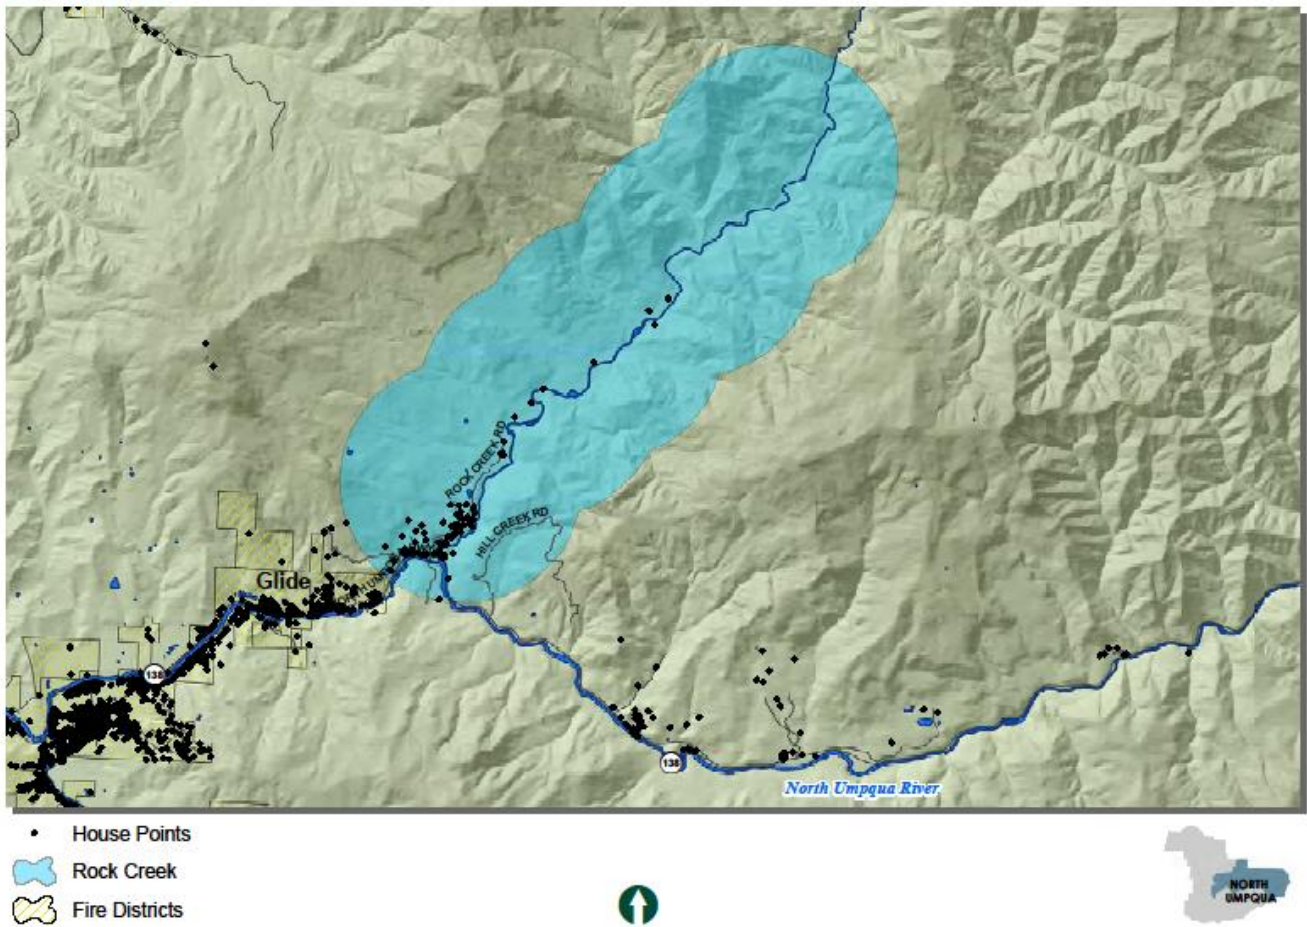 ROCK CREEK RD
HILL CREEK RD
Glide
138
138
North Umpqua River
House Points
Rock Creek
Fire Districts
NORTH
UMPQUA